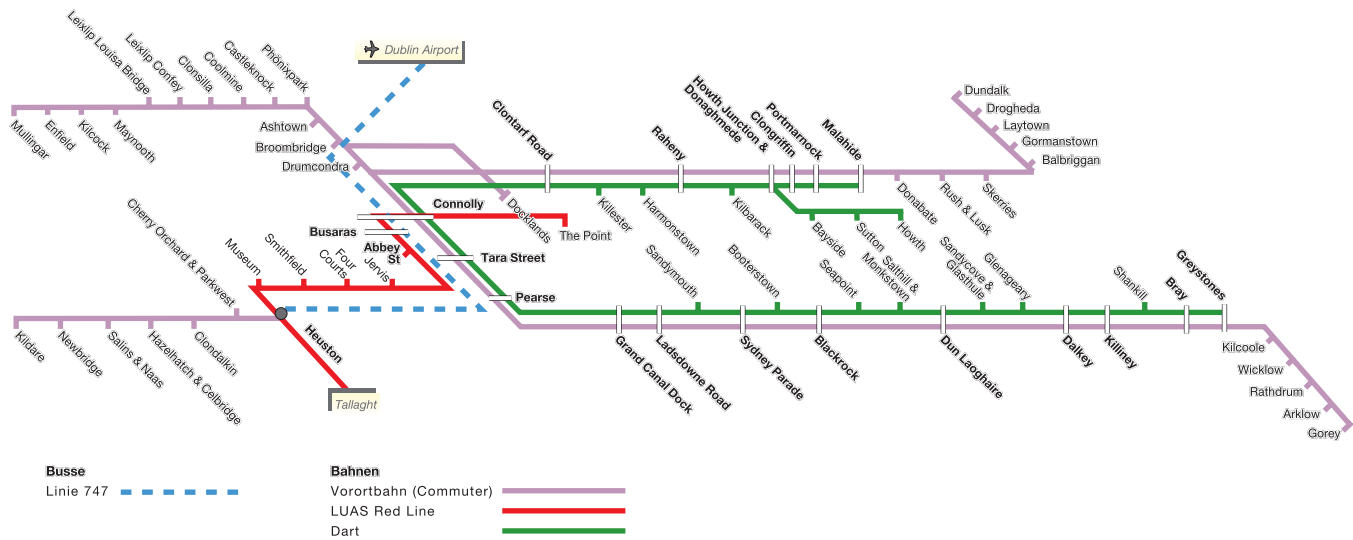 Dublin Airport
Leixlip Louisa Bridge
Leixlip Confey
Clonsilla
Coolmine
Castleknock
Phönixpark
Mullingar
Enfield
Kilcock
Maynooth
Ashtown
Broombridge
Drumcondra
Docklands
Clontarf Road
Raheny
Howth Junction &
Donaghmede
Clongriffin
Portmarnock
Malahide
Dundalk
Drogheda
Laytown
Gormanstown
Balbriggan
Killester
Harmonstown
Kilbarack
Bayside
Sutton
Howth
Donabate
Rush & Lusk
Skerries
Connolly
The Point
Busaras
Abbey
St
Tara Street
Pearse
Cherry Orchard & Parkwest
Museum
Smithfield
Four
Courts
Jervis
Heuston
Tallaght
Kildare
Newbridge
Salins & Naas
Hazelhatch & Celbridge
Clondalkin
Sandymouth
Booterstown
Seapoint
Salthill &
Monkstown
Sandycove &
Glasthule
Glenageary
Shankill
Bray
Greystones
Grand Canal Dock
Ladsdowne Road
Sydney Parade
Blackrock
Dun Laoghaire
Dalkey
Killiney
Kilcoole
Wicklow
Rathdrum
Arklow
Gorey
Busse
Linie 747
Bahnen
Vorortbahn (Commuter)
LUAS Red Line
Dart